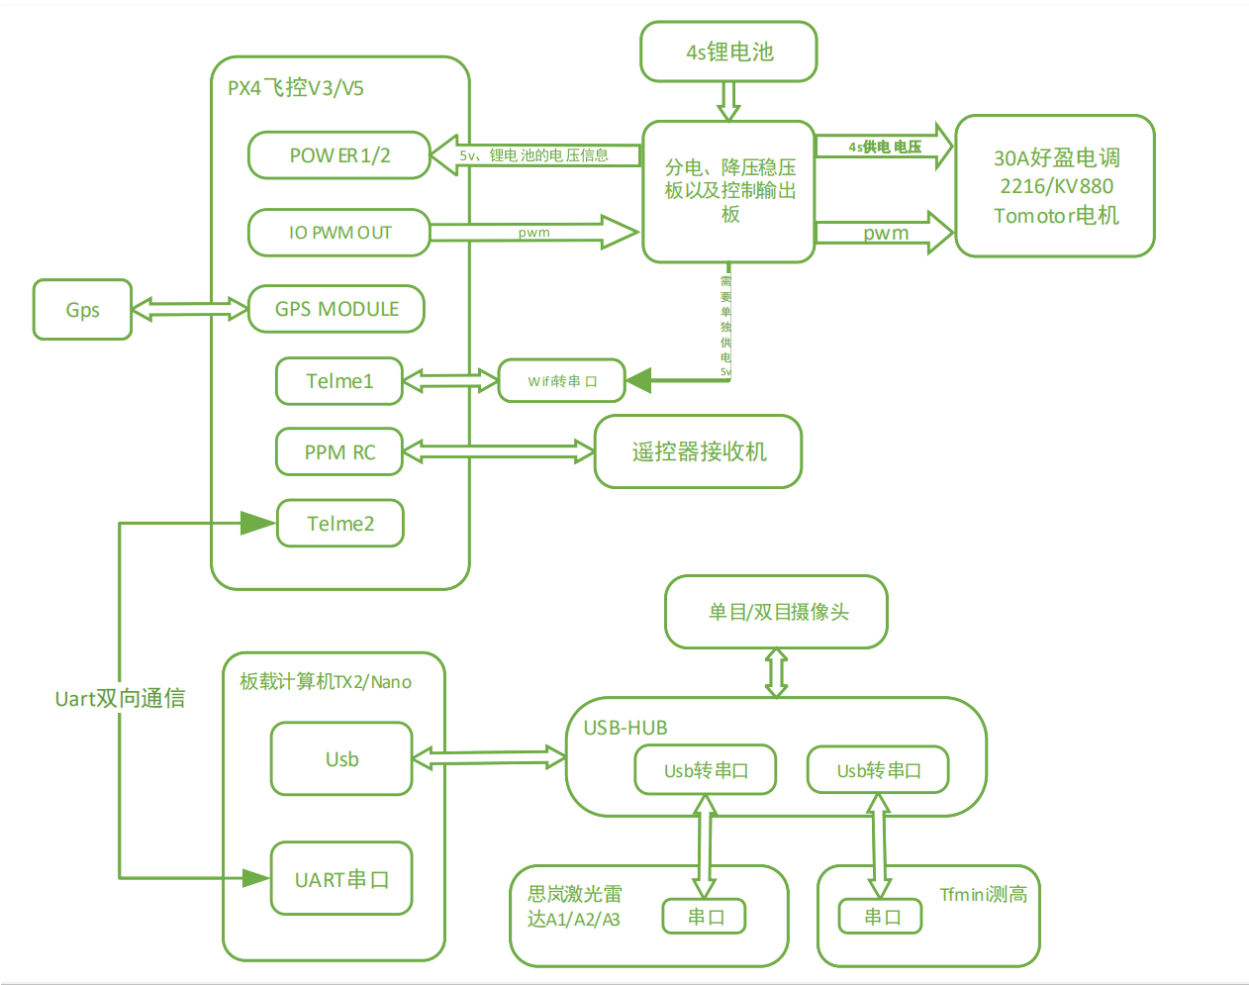 4s锂电池
PX4飞控V3/V5
POWER1/2
5v、锂电池的电压信息
分电、降压稳压
板以及控制输出
板
4s供电电压
30A好盈电调
2216/KV880
Tomotor电机
IO PWM OUT
pwm
pwm
Gps
GPS MODULE
需
要
单
独
供
电
5v
Telme1
Wifi转串口
PPM RC
遥控器接收机
Telme2
单目/双目摄像头
板载计算机TX2/Nano
Uart双向通信
USB-HUB
Usb
Usb转串口
Usb转串口
UART串口
思岚激光雷
达A1/A2/A3
串口
Tfmini测高
串口